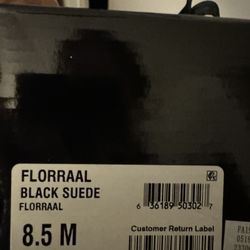 FLORRAAL
BLACK SUEDE
FLORRAAL
8.5 M
6 36189 50302 7
Customer Return Label